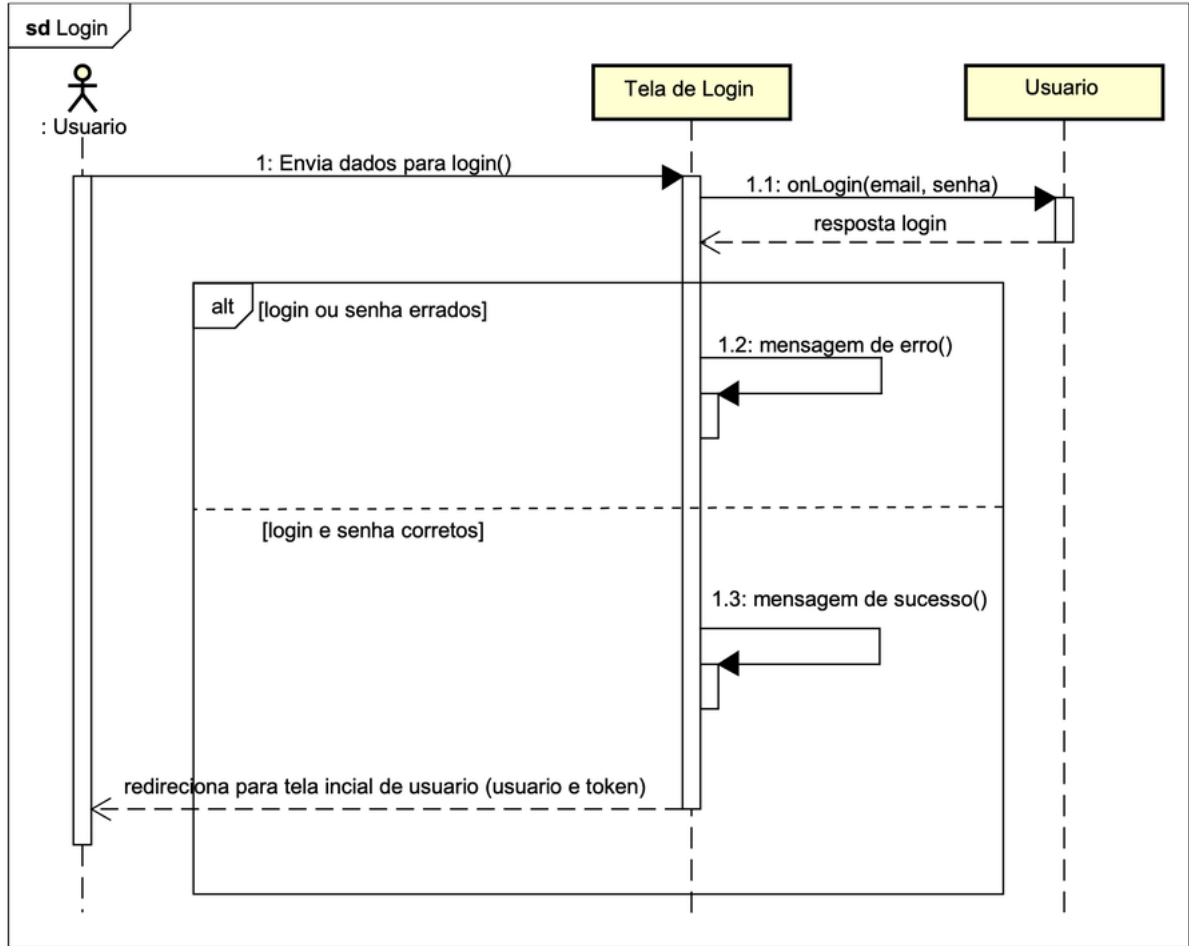 sd Login
: Usuario
Tela de Login
Usuario
1: Envia dados para login()
1.1: onLogin(email, senha)
resposta login
alt
[login ou senha errados]
1.2: mensagem de erro()
[login e senha corretos]
1.3: mensagem de sucesso()
redireciona para tela incial de usuario (usuario e token)